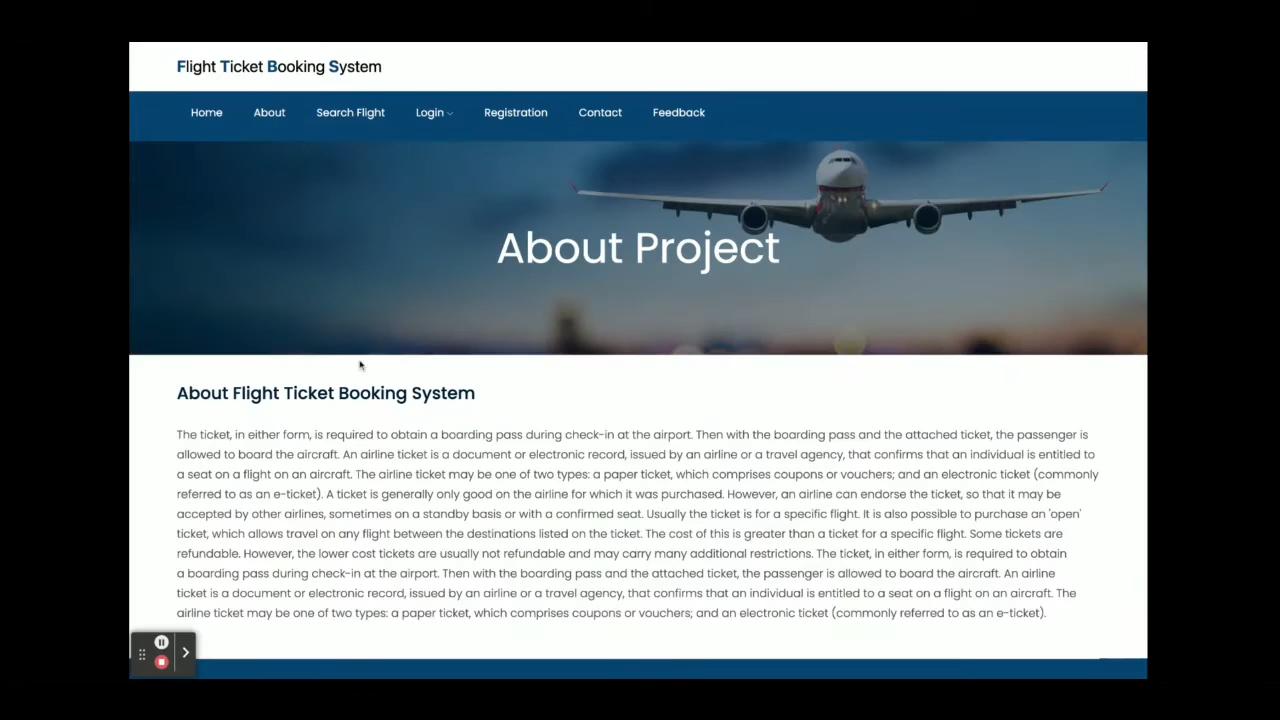 Flight Ticket Booking System
Home About Search Flight Login Registration Contact Feedback
About Project
About Flight Ticket Booking System
The ticket, in either form, is required to obtain a boarding pass during check-in at the airport. Then with the boarding pass and the attached ticket, the passenger is
allowed to board the aircraft. An airline ticket is a document or electronic record, issued by an airline or a travel agency, that confirms that an individual is entitled to
a seat on a flight on an aircraft. The airline ticket may be one of two types: a paper ticket, which comprises coupons or vouchers; and an electronic ticket (commonly
referred to as an e-ticket). A ticket is generally only good on the airline for which it was purchased. However, an airline can endorse the ticket, so that it may be
accepted by other airlines, sometimes on a standby basis or with a confirmed seat. Usually the ticket is for a specific flight. It is also possible to purchase an 'open'
ticket, which allows travel on any flight between the destinations listed on the ticket. The cost of this is greater than a ticket for a specific flight. Some tickets are
refundable. However, the lower cost tickets are usually not refundable and may carry many additional restrictions. The ticket, in either form, is required to obtain
a boarding pass during check-in at the airport. Then with the boarding pass and the attached ticket, the passenger is allowed to board the aircraft. An airline
ticket is a document or electronic record, issued by an airline or a travel agency, that confirms that an individual is entitled to a seat on a flight on an aircraft. The
airline ticket may be one of two types: a paper ticket, which comprises coupons or vouchers; and an electronic ticket (commonly referred to as an e-ticket).